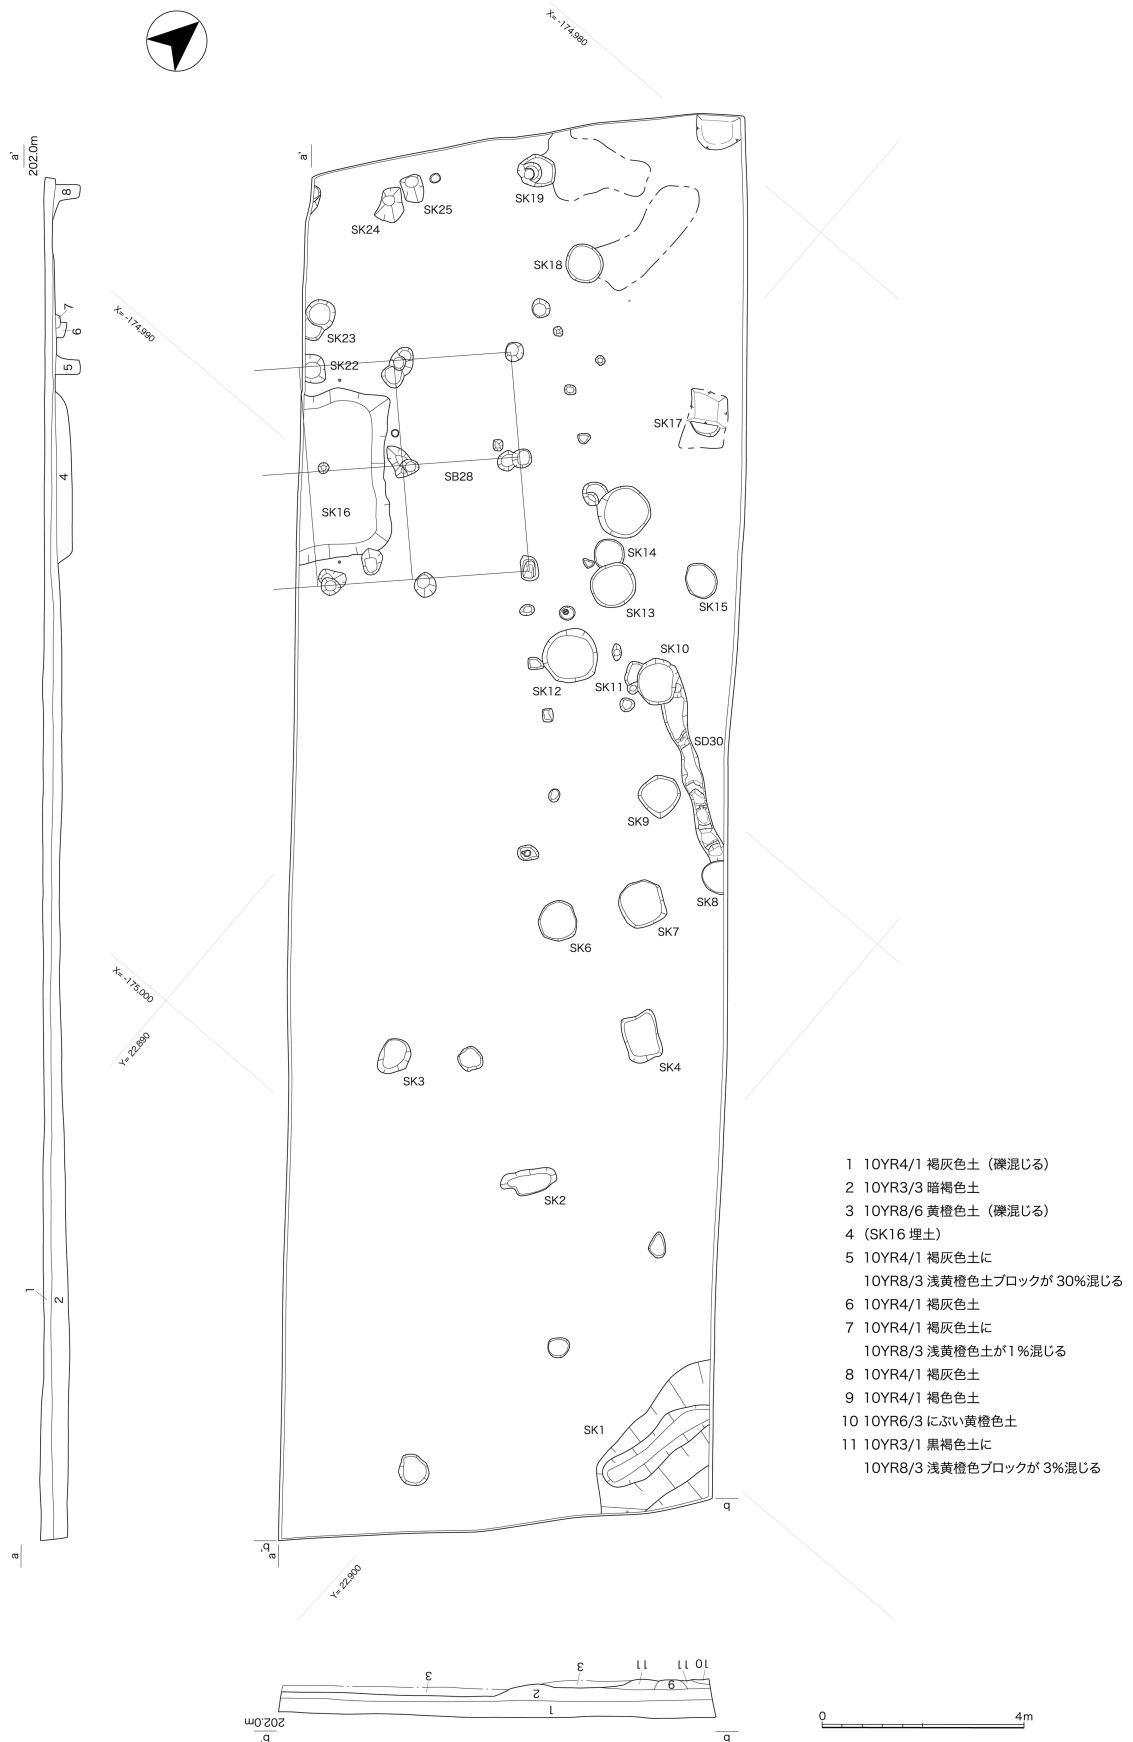 X= -174,980
a'
202.0m
a'
8
SK19
SK25
SK24
SK18
7
6
X= -174,990
SK23
5
SK22
SK17
4
SB28
SK16
SK14
SK15
SK13
SK10
SK12
SK11
SD30
SK9
SK8
SK7
SK6
X= -175,000
Y= 22,890
SK4
SK3
SK2
1
2
SK1
b
b'
a
a
Y= 22,900
3
3
11
11
10
9
2
1
202.0m
b'
b
1 10YR4/1 褐灰色土（礫混じる）
2 10YR3/3 暗褐色土
3 10YR8/6 黄橙色土（礫混じる）
4 （SK16 埋土）
5 10YR4/1 褐灰色土に
10YR8/3 浅黄橙色土ブロックが 30%混じる
6 10YR4/1 褐灰色土
7 10YR4/1 褐灰色土に
10YR8/3 浅黄橙色土が1%混じる
8 10YR4/1 褐灰色土
9 10YR4/1 褐色色土
10 10YR6/3 にぶい黄橙色土
11 10YR3/1 黒褐色土に
10YR8/3 浅黄橙色ブロックが 3%混じる
0
4m